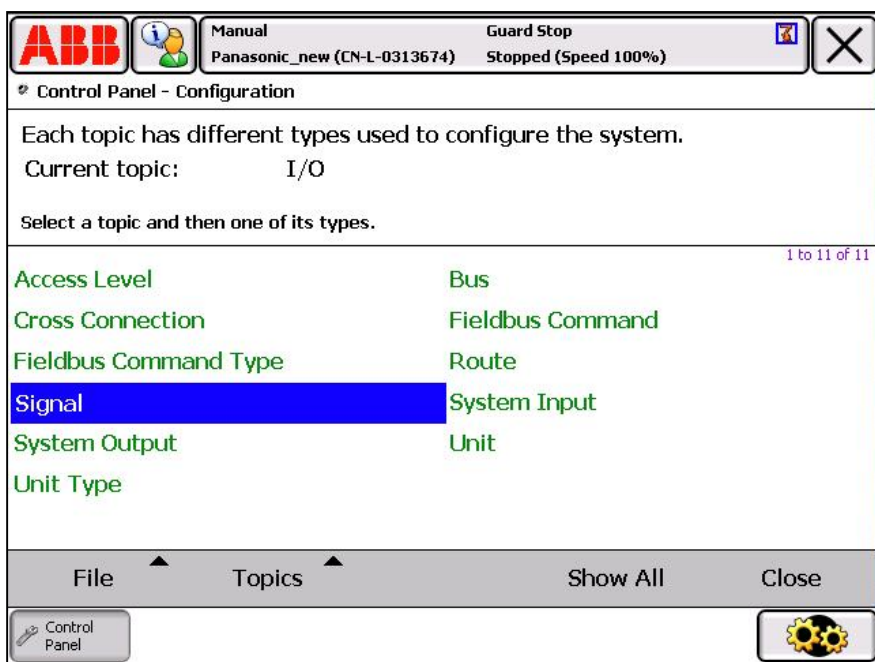 ABB
Manual
Guard Stop
Panasonic_new (CN-L-0313674)
Stopped (Speed 100%)
Control Panel - Configuration
Each topic has different types used to configure the system.
Current topic: I/O
Select a topic and then one of its types.
1 to 11 of 11
Access Level
Bus
Cross Connection
Fieldbus Command
Fieldbus Command Type
Route
Signal
System Input
System Output
Unit
Unit Type
File
Topics
Show All
Close
Control
Panel